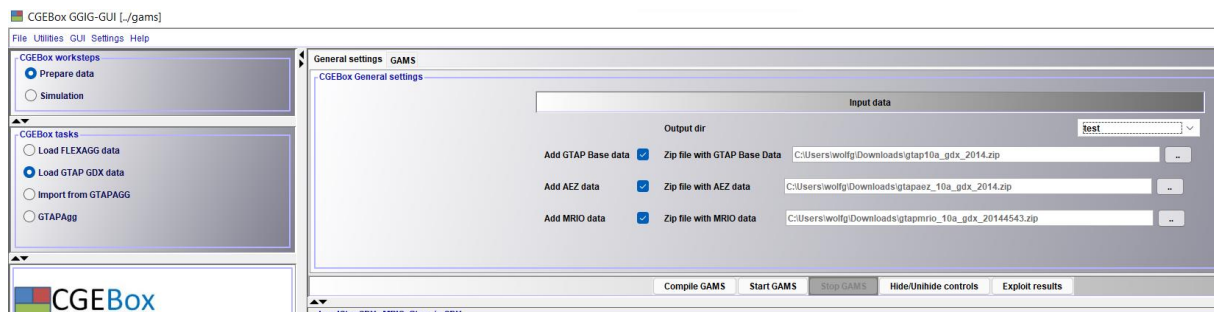 CGEBox GGIG-GUI [../gams]
File Utilities GUI Settings Help
CGEBox worksteps
Prepare data
Simulation
CGEBox tasks
Load FLEXAGG data
Load GTAP GDX data
Import from GTAPAGG
GTAPAgg
CGEBox
General settings GAMS
CGEBox General settings
Input data
Output dir test
Add GTAP Base data Zip file with GTAP Base Data C:\Users\wolfg\Downloads\gtap10a_gdx_2014.zip ..
Add AEZ data Zip file with AEZ data C:\Users\wolfg\Downloads\gtapaez_10a_gdx_2014.zip ..
Add MRIO data Zip file with MRIO data C:\Users\wolfg\Downloads\gtapmrio_10a_gdx_20144543.zip ..
Compile GAMS Start GAMS Stop GAMS Hide/Unihide controls Exploit results